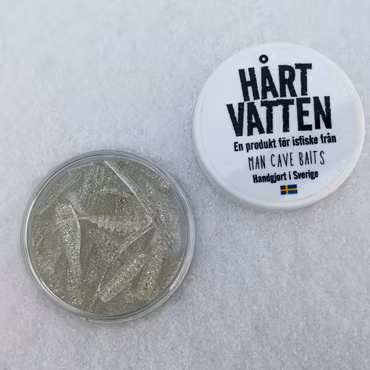 HÅRT
VATTEN
En produkt för isfiske från
MAN CAVE BAITS
Handgjort i Sverige